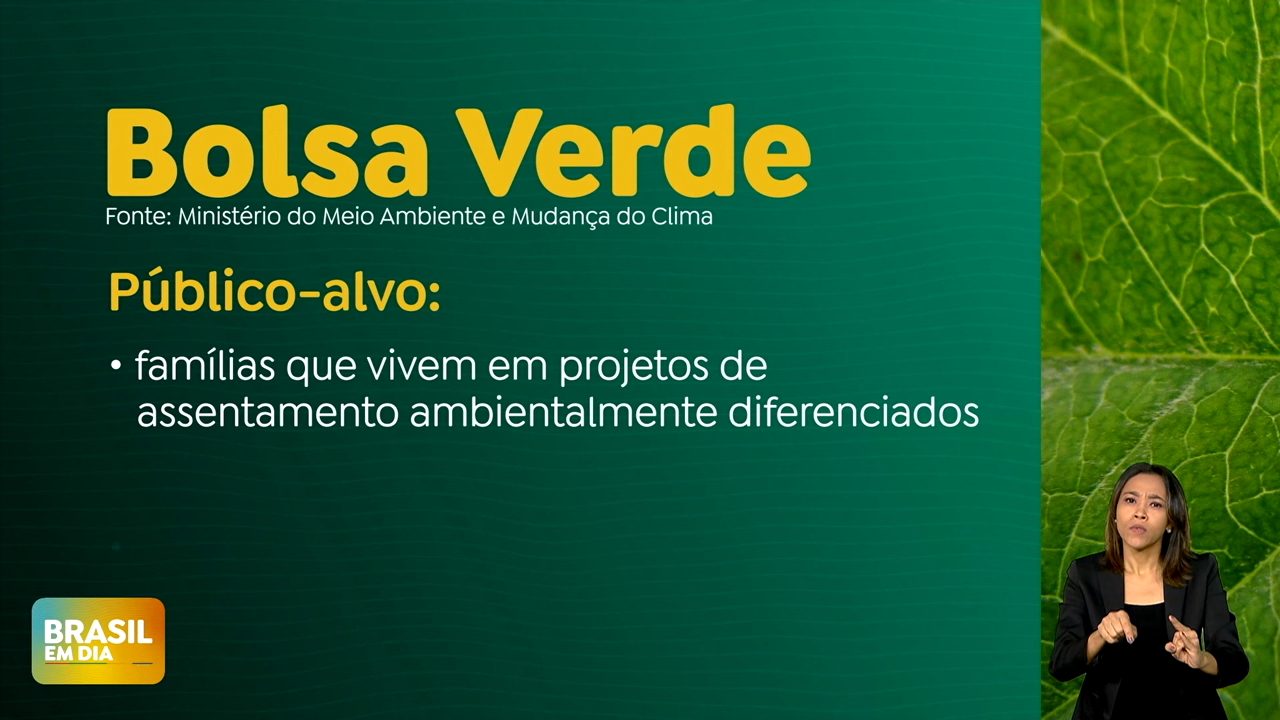 Bolsa Verde
Fonte: Ministério do Meio Ambiente e Mudança do Clima
Público-alvo:
• famílias que vivem em projetos de
assentamento ambientalmente diferenciados
BRASIL
EM DIA